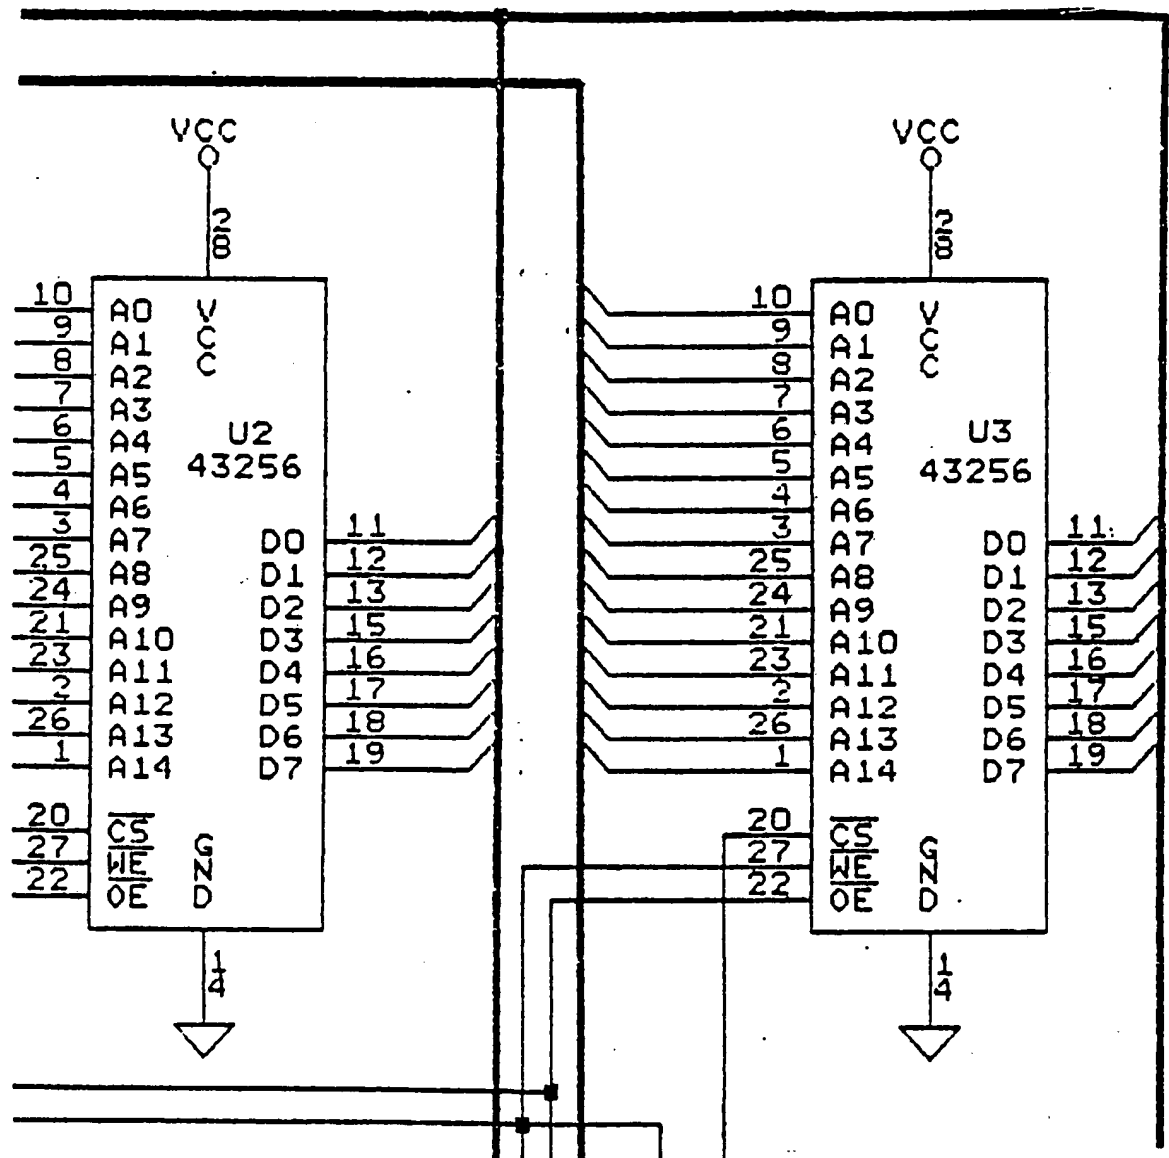 VCC
28
10 A0 V
9 A1 C
8 A2 C
7 A3
6 A4 U2
5 A5 43256
4 A6
3 A7 D0 11
25 A8 D1 12
24 A9 D2 13
21 A10 D3 15
23 A11 D4 16
2 A12 D5 17
26 A13 D6 18
1 A14 D7 19
20 CS G
27 WE N
22 OE D
14
VCC
28
10 A0 V
9 A1 C
8 A2 C
7 A3
6 A4 U3
5 A5 43256
4 A6
3 A7 D0 11
25 A8 D1 12
24 A9 D2 13
21 A10 D3 15
23 A11 D4 16
2 A12 D5 17
26 A13 D6 18
1 A14 D7 19
20 CS G
27 WE N
22 OE D
14